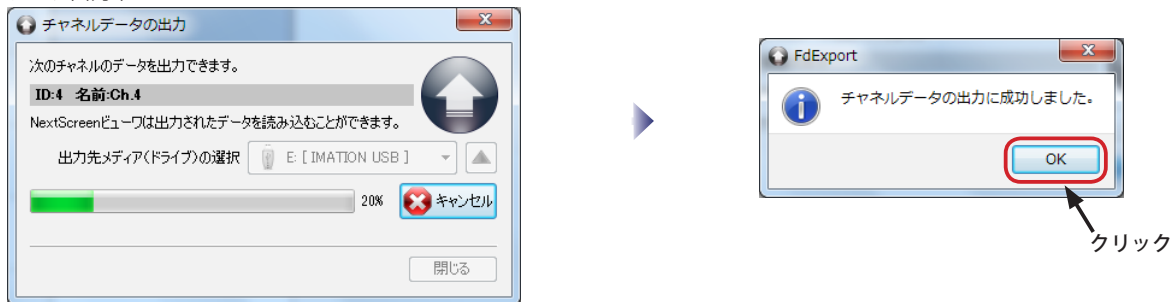 チャネルデータの出力
次のチャネルのデータを出力できます。
ID:4 名前:Ch.4
NextScreenビューワは出力されたデータを読み込むことができます。
出力先メディア(ドライブ)の選択 E: [ IMATION USB ]
20% キャンセル
閉じる
FdExport
チャネルデータの出力に成功しました。
OK
クリック